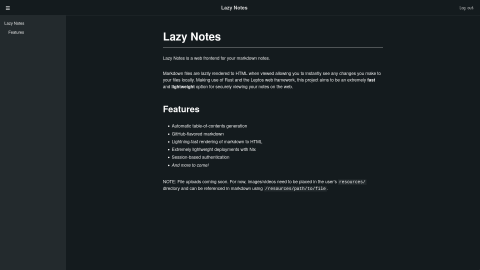 ☰
Lazy Notes
Log out
Lazy Notes
Features
Lazy Notes
Lazy Notes is a web frontend for your markdown notes.
Markdown files are lazily rendered to HTML when viewed allowing you to instantly see any changes you make to
your files locally. Making use of Rust and the Leptos web framework, this project aims to be an extremely fast
and lightweight option for securely viewing your notes on the web.
Features
• Automatic table-of-contents generation
• GitHub-flavored markdown
• Lightning-fast rendering of markdown to HTML
• Extremely lightweight deployments with Nix
• Session-based authentication
• And more to come!
NOTE: File uploads coming soon. For now, images/videos need to be placed in the user's resources/
directory and can be referenced in markdown using /resources/path/to/file.